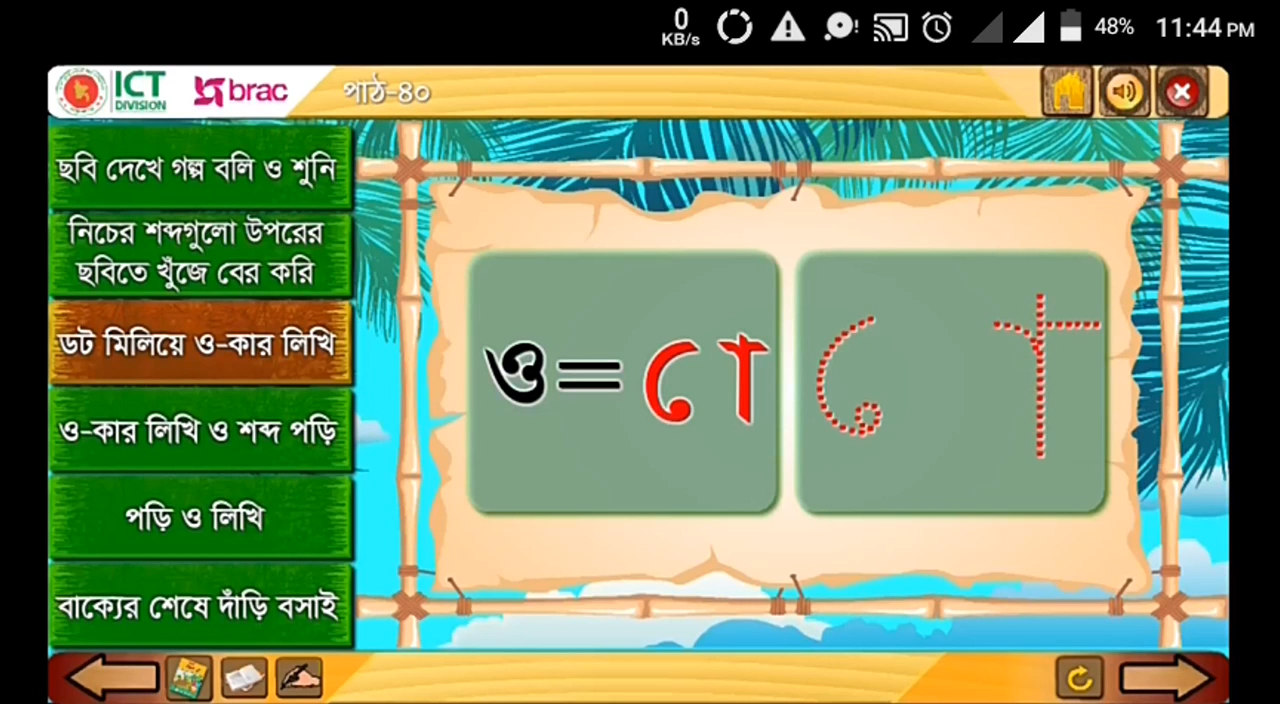 0
KB/s
48%
11:44 PM
ICT
DIVISION
brac
পাঠ-৪০
ছবি দেখে গল্প বলি ও শুনি
নিচের শব্দগুলো উপরের
ছবিতে খুঁজে বের করি
ডট মিলিয়ে ও-কার লিখি
ও-কার লিখি ও শব্দ পড়ি
পড়ি ও লিখি
বাক্যের শেষে দাঁড়ি বসাই
ও = ো
ো